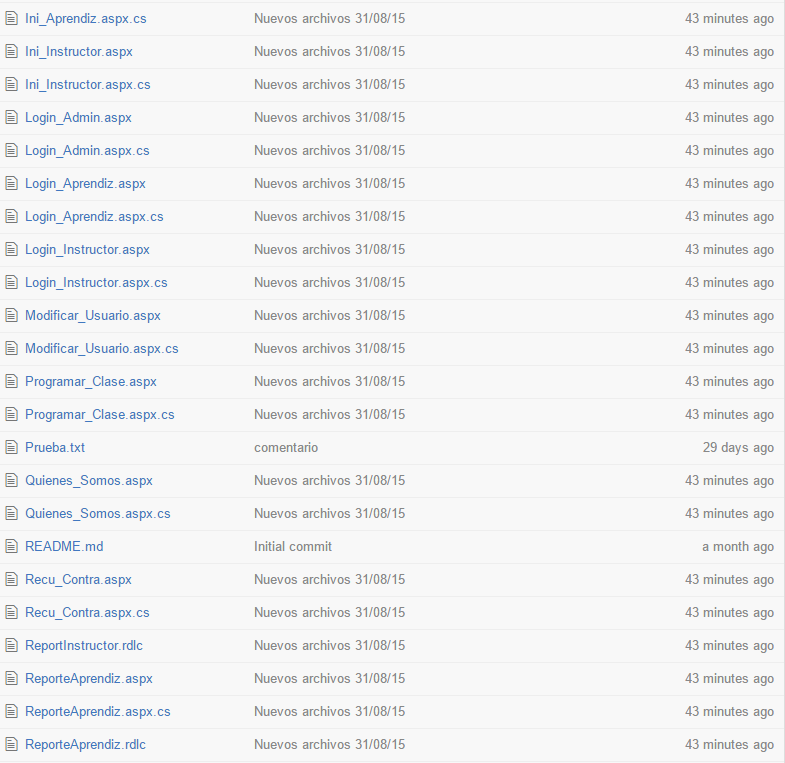 Ini_Aprendiz.aspx.cs Nuevos archivos 31/08/15 43 minutes ago
Ini_Instructor.aspx Nuevos archivos 31/08/15 43 minutes ago
Ini_Instructor.aspx.cs Nuevos archivos 31/08/15 43 minutes ago
Login_Admin.aspx Nuevos archivos 31/08/15 43 minutes ago
Login_Admin.aspx.cs Nuevos archivos 31/08/15 43 minutes ago
Login_Aprendiz.aspx Nuevos archivos 31/08/15 43 minutes ago
Login_Aprendiz.aspx.cs Nuevos archivos 31/08/15 43 minutes ago
Login_Instructor.aspx Nuevos archivos 31/08/15 43 minutes ago
Login_Instructor.aspx.cs Nuevos archivos 31/08/15 43 minutes ago
Modificar_Usuario.aspx Nuevos archivos 31/08/15 43 minutes ago
Modificar_Usuario.aspx.cs Nuevos archivos 31/08/15 43 minutes ago
Programar_Clase.aspx Nuevos archivos 31/08/15 43 minutes ago
Programar_Clase.aspx.cs Nuevos archivos 31/08/15 43 minutes ago
Prueba.txt comentario 29 days ago
Quienes_Somos.aspx Nuevos archivos 31/08/15 43 minutes ago
Quienes_Somos.aspx.cs Nuevos archivos 31/08/15 43 minutes ago
README.md Initial commit a month ago
Recu_Contra.aspx Nuevos archivos 31/08/15 43 minutes ago
Recu_Contra.aspx.cs Nuevos archivos 31/08/15 43 minutes ago
ReportInstructor.rdlc Nuevos archivos 31/08/15 43 minutes ago
ReporteAprendiz.aspx Nuevos archivos 31/08/15 43 minutes ago
ReporteAprendiz.aspx.cs Nuevos archivos 31/08/15 43 minutes ago
ReporteAprendiz.rdlc Nuevos archivos 31/08/15 43 minutes ago